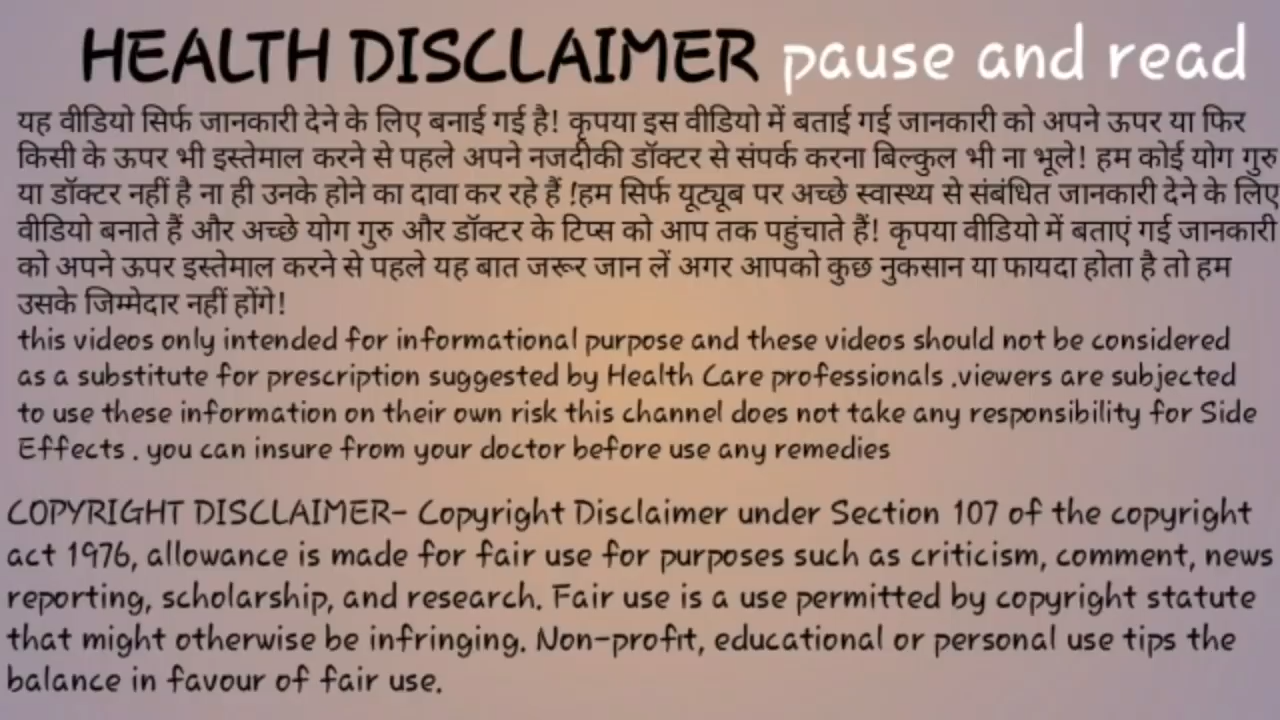 HEALTH DISCLAIMER pause and read
यह वीडियो सिर्फ जानकारी देने के लिए बनाई गई है! कृपया इस वीडियो में बताई गई जानकारी को अपने ऊपर या फिर
किसी के ऊपर भी इस्तेमाल करने से पहले अपने नजदीकी डॉक्टर से संपर्क करना बिल्कुल भी ना भूले! हम कोई योग गुरु
या डॉक्टर नहीं है ना ही उनके होने का दावा कर रहे हैं !हम सिर्फ यूट्यूब पर अच्छे स्वास्थ्य से संबंधित जानकारी देने के लिए
वीडियो बनाते हैं और अच्छे योग गुरु और डॉक्टर के टिप्स को आप तक पहुंचाते हैं! कृपया वीडियो में बताएं गई जानकारी
को अपने ऊपर इस्तेमाल करने से पहले यह बात जरूर जान लें अगर आपको कुछ नुकसान या फायदा होता है तो हम
उसके जिम्मेदार नहीं होंगे!
this videos only intended for informational purpose and these videos should not be considered
as a substitute for prescription suggested by Health Care professionals .viewers are subjected
to use these information on their own risk this channel does not take any responsibility for Side
Effects . you can insure from your doctor before use any remedies
COPYRIGHT DISCLAIMER- Copyright Disclaimer under Section 107 of the copyright
act 1976, allowance is made for fair use for purposes such as criticism, comment, news
reporting, scholarship, and research. Fair use is a use permitted by copyright statute
that might otherwise be infringing. Non-profit, educational or personal use tips the
balance in favour of fair use.